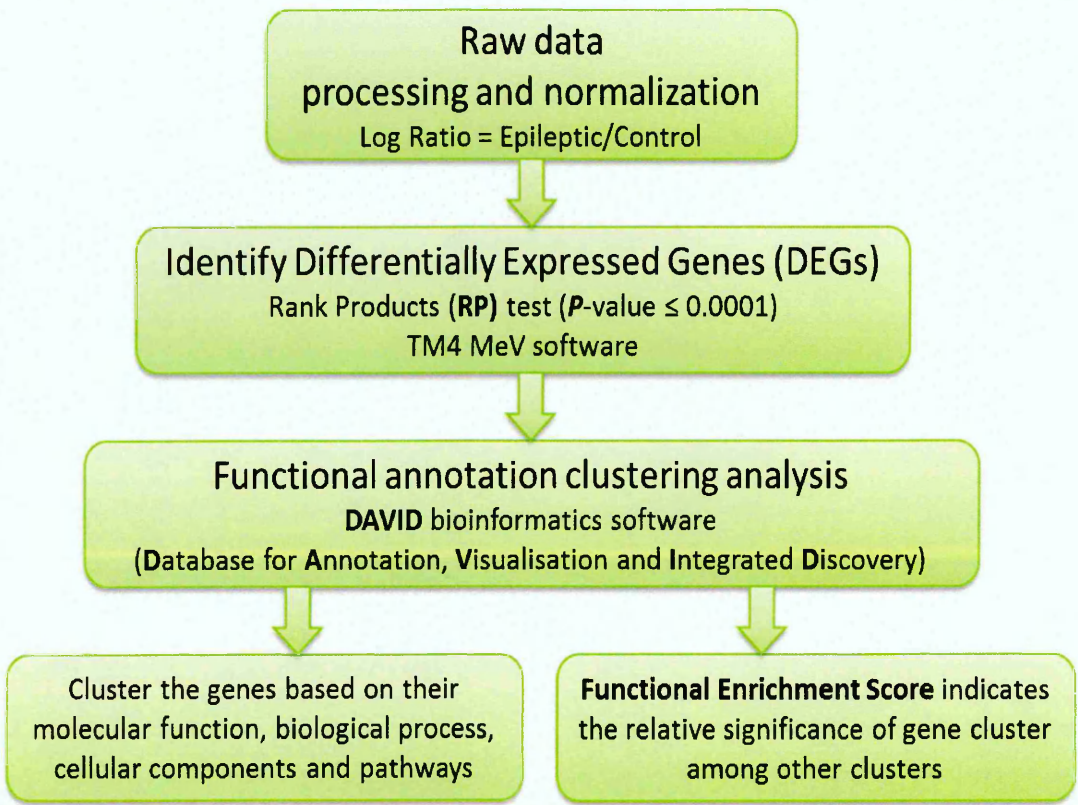 Raw data
processing and normalization
Log Ratio = Epileptic/Control
Identify Differentially Expressed Genes (DEGs)
Rank Products (RP) test (P-value ≤ 0.0001)
TM4 MeV software
Functional annotation clustering analysis
DAVID bioinformatics software
(Database for Annotation, Visualisation and Integrated Discovery)
Cluster the genes based on their
molecular function, biological process,
cellular components and pathways
Functional Enrichment Score indicates
the relative significance of gene cluster
among other clusters